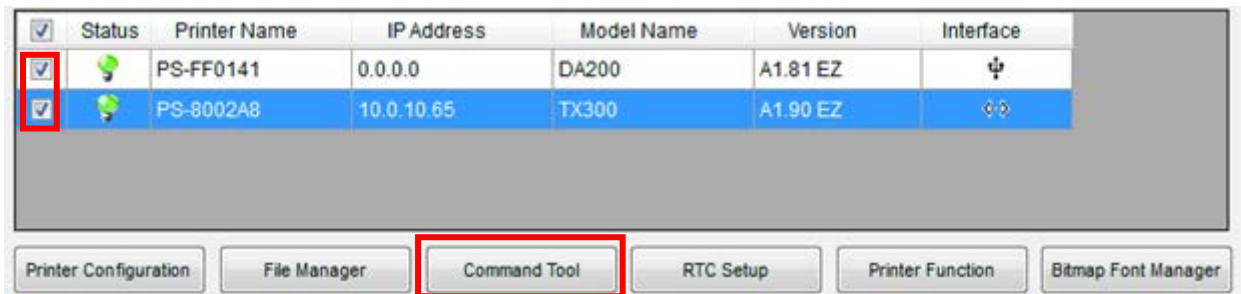 Status Printer Name IP Address Model Name Version Interface
PS-FF0141 0.0.0.0 DA200 A1.81 EZ
PS-8002A8 10.0.10.65 TX300 A1.90 EZ
Printer Configuration File Manager Command Tool RTC Setup Printer Function Bitmap Font Manager